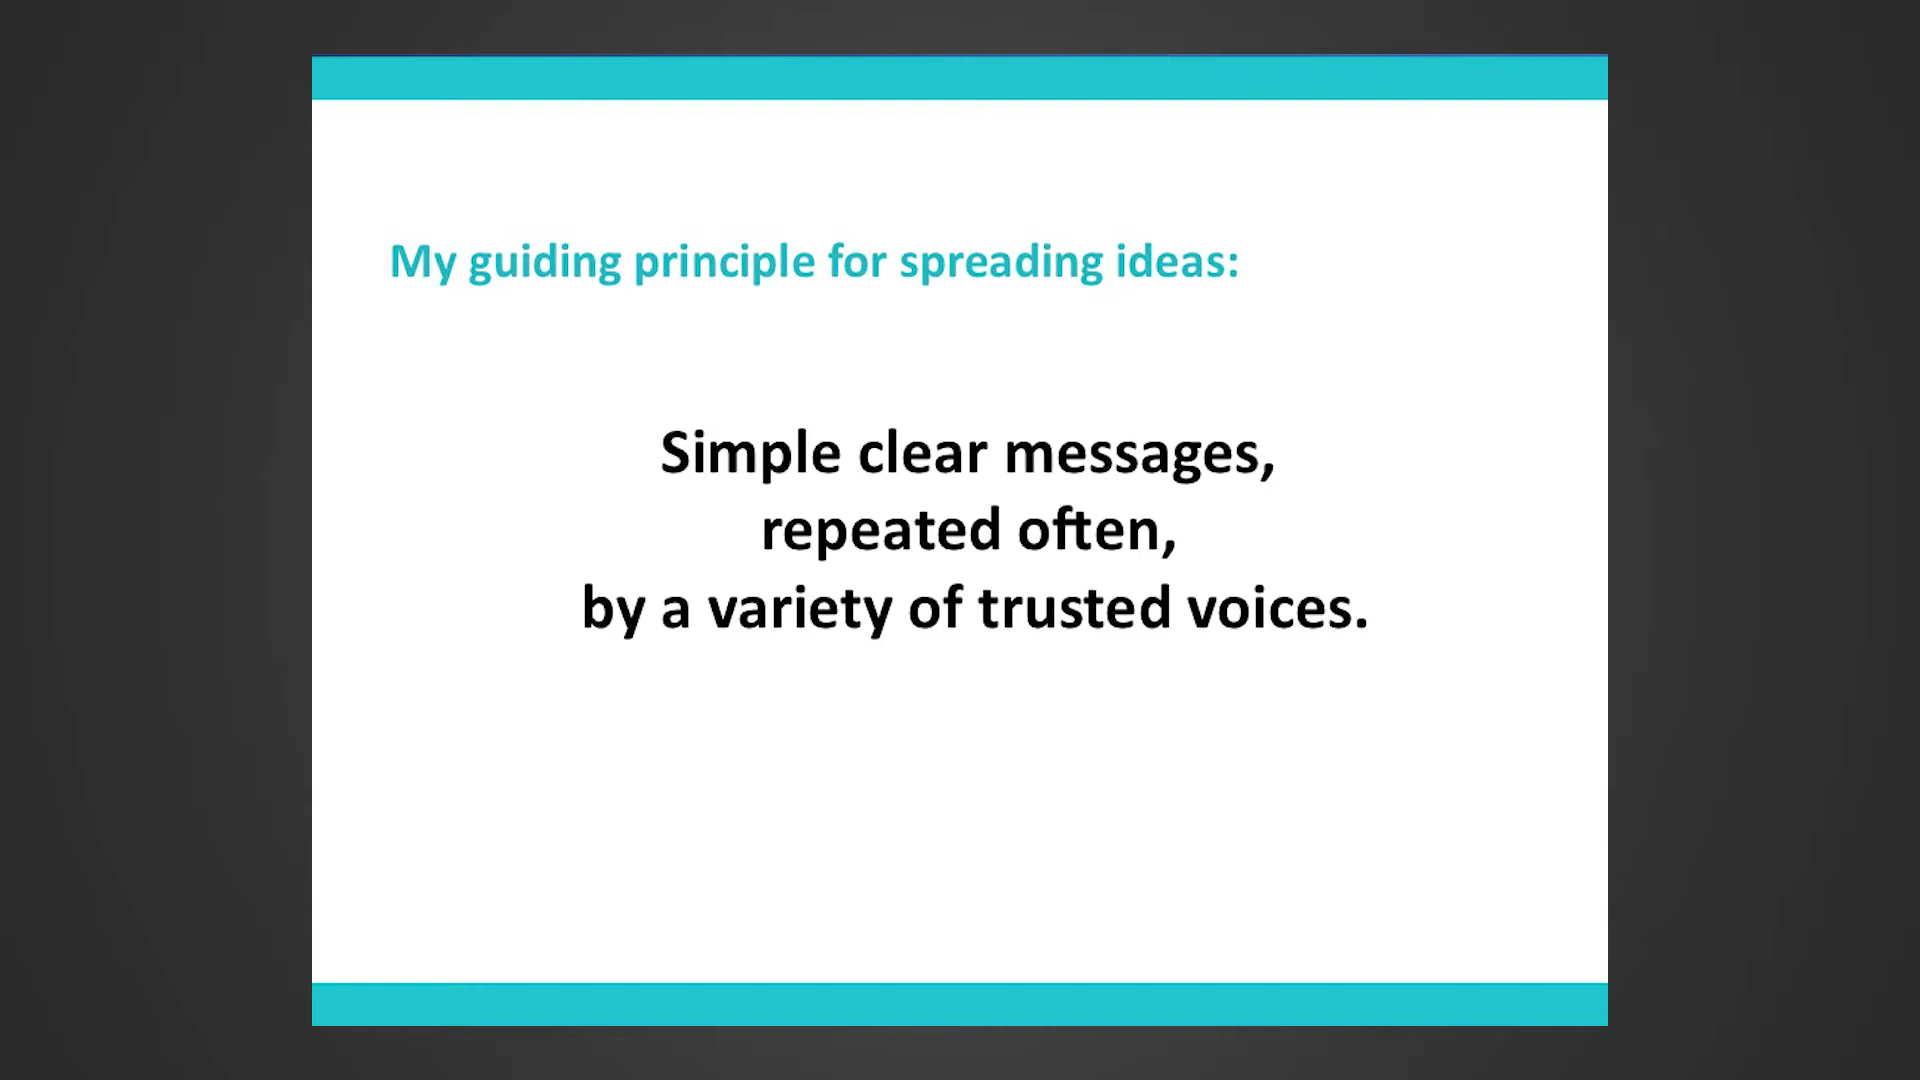 My guiding principle for spreading ideas:
Simple clear messages,
repeated often,
by a variety of trusted voices.